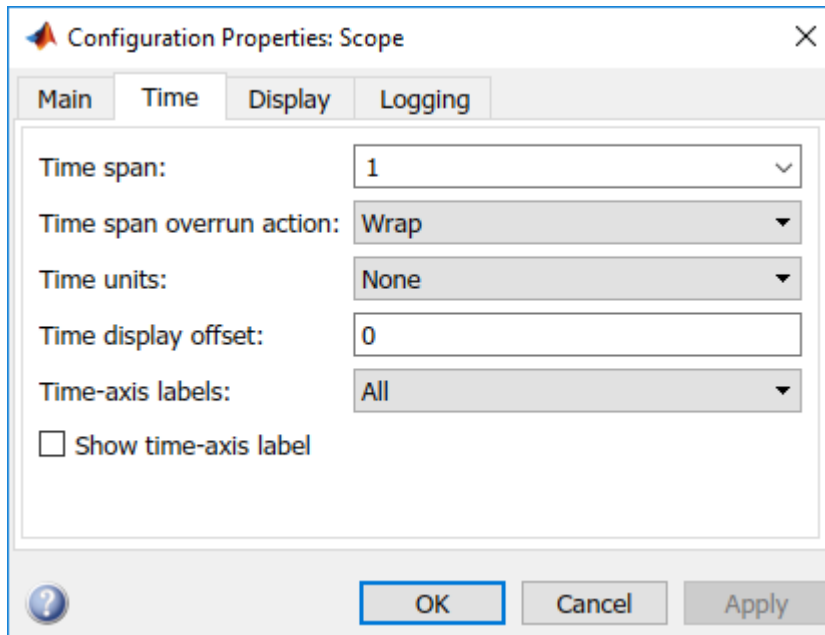 Configuration Properties: Scope
Main Time Display Logging
Time span: 1
Time span overrun action: Wrap
Time units: None
Time display offset: 0
Time-axis labels: All
Show time-axis label
? OK Cancel Apply